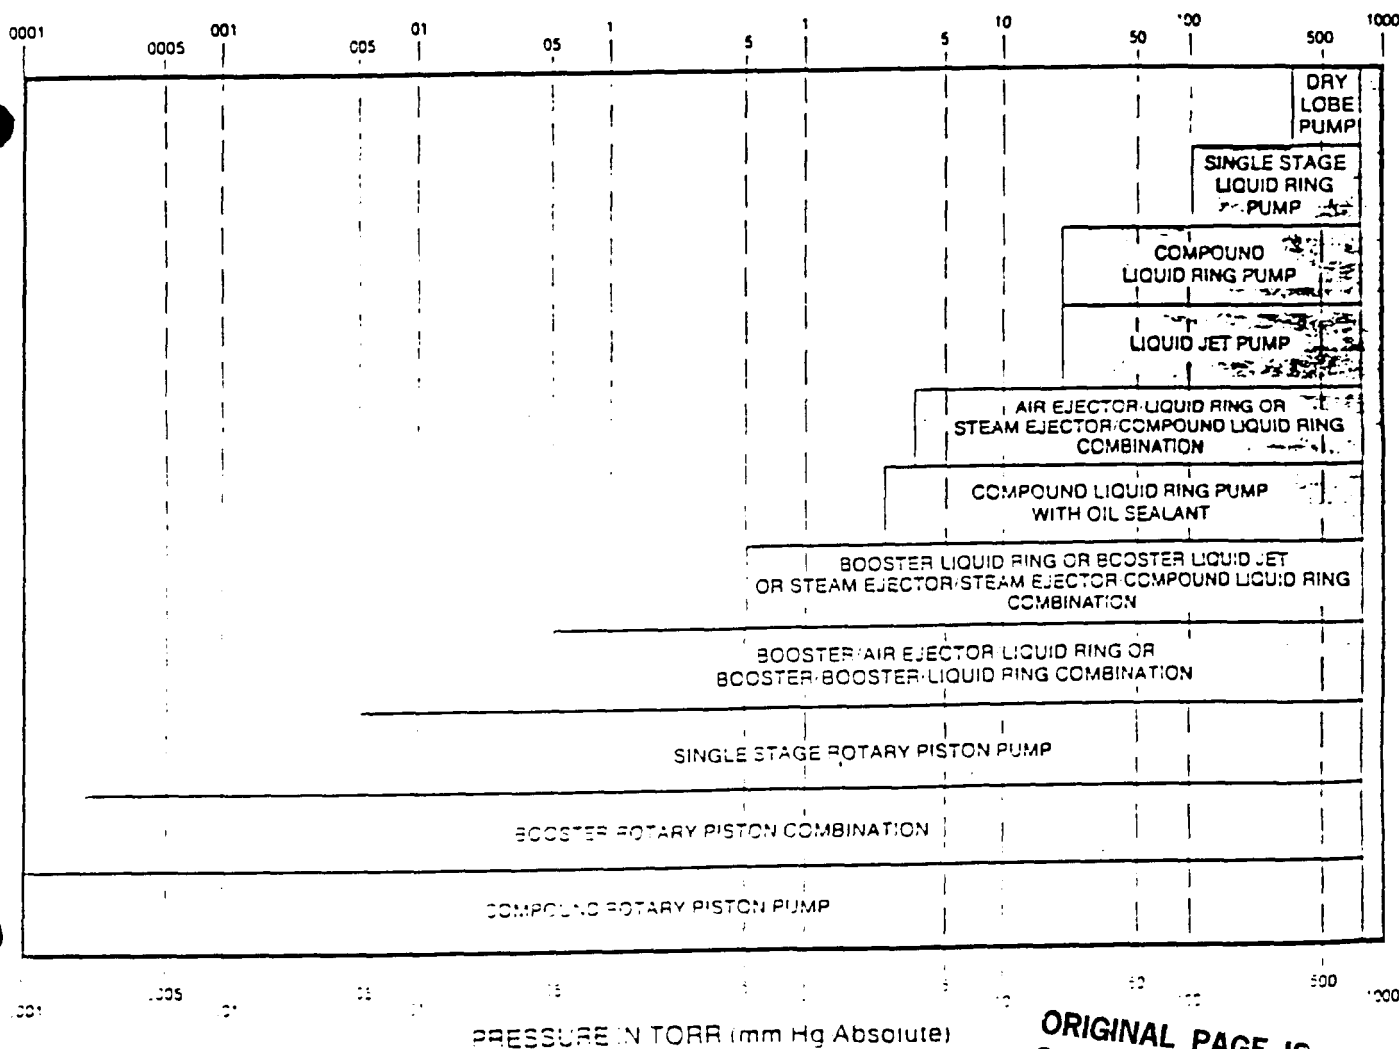 0001 0005 001 005 01 05 1 5 1 5 10 50 100 500 1000
DRY
LOBE
PUMP
SINGLE STAGE
LIQUID RING
PUMP
COMPOUND
LIQUID RING PUMP
LIQUID JET PUMP
AIR EJECTOR LIQUID RING OR
STEAM EJECTOR/COMPOUND LIQUID RING
COMBINATION
COMPOUND LIQUID RING PUMP
WITH OIL SEALANT
BOOSTER LIQUID RING OR BOOSTER LIQUID JET
OR STEAM EJECTOR/STEAM EJECTOR COMPOUND LIQUID RING
COMBINATION
BOOSTER/AIR EJECTOR LIQUID RING OR
BOOSTER-BOOSTER-LIQUID RING COMBINATION
SINGLE STAGE ROTARY PISTON PUMP
BOOSTER ROTARY PISTON COMBINATION
COMPOUND ROTARY PISTON PUMP
500 1000
PRESSURE IN TORR (mm Hg Absolute)
ORIGINAL PAGE IS